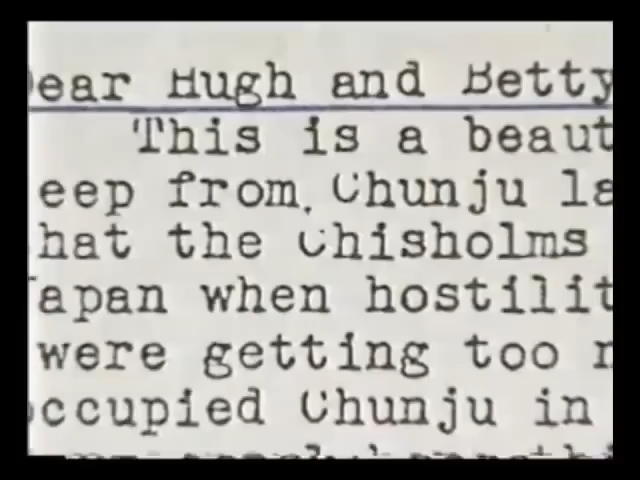 ear Hugh and Betty
This is a beaut
eep from. Chunju la
hat the Chisholms
apan when hostilit
were getting too
ccupied Chunju in